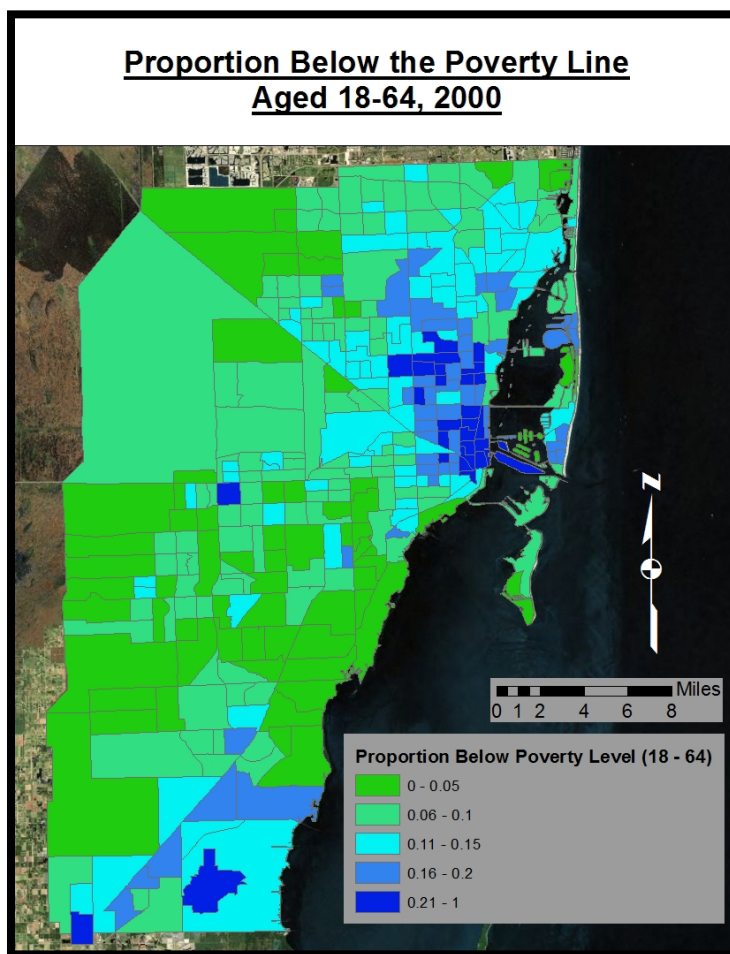 Proportion Below the Poverty Line
Aged 18-64, 2000
N
Miles
0 1 2 4 6 8
Proportion Below Poverty Level (18 - 64)
0 - 0.05
0.06 - 0.1
0.11 - 0.15
0.16 - 0.2
0.21 - 1